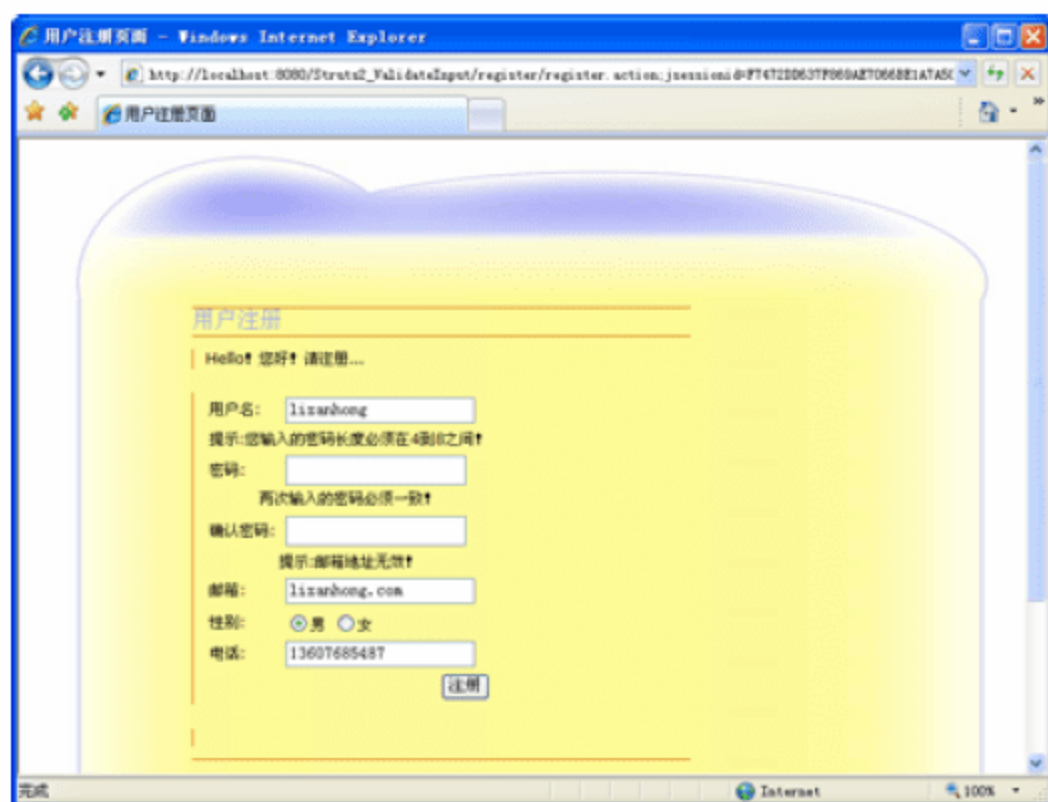 用户注册页面 - Windows Internet Explorer
http://localhost:8080/Struts2_ValidateInput/register/register.action;jsessionid=
用户注册页面
用户注册
Hello! 您好! 请注册...
用户名: lizanhong
提示:您输入的密码长度必须在4到8之间!
密码:
两次输入的密码必须一致!
确认密码:
提示:邮箱地址无效!
邮箱: lizanhong.com
性别: 男 女
电话: 13607685487
注册
完成 Internet 100%